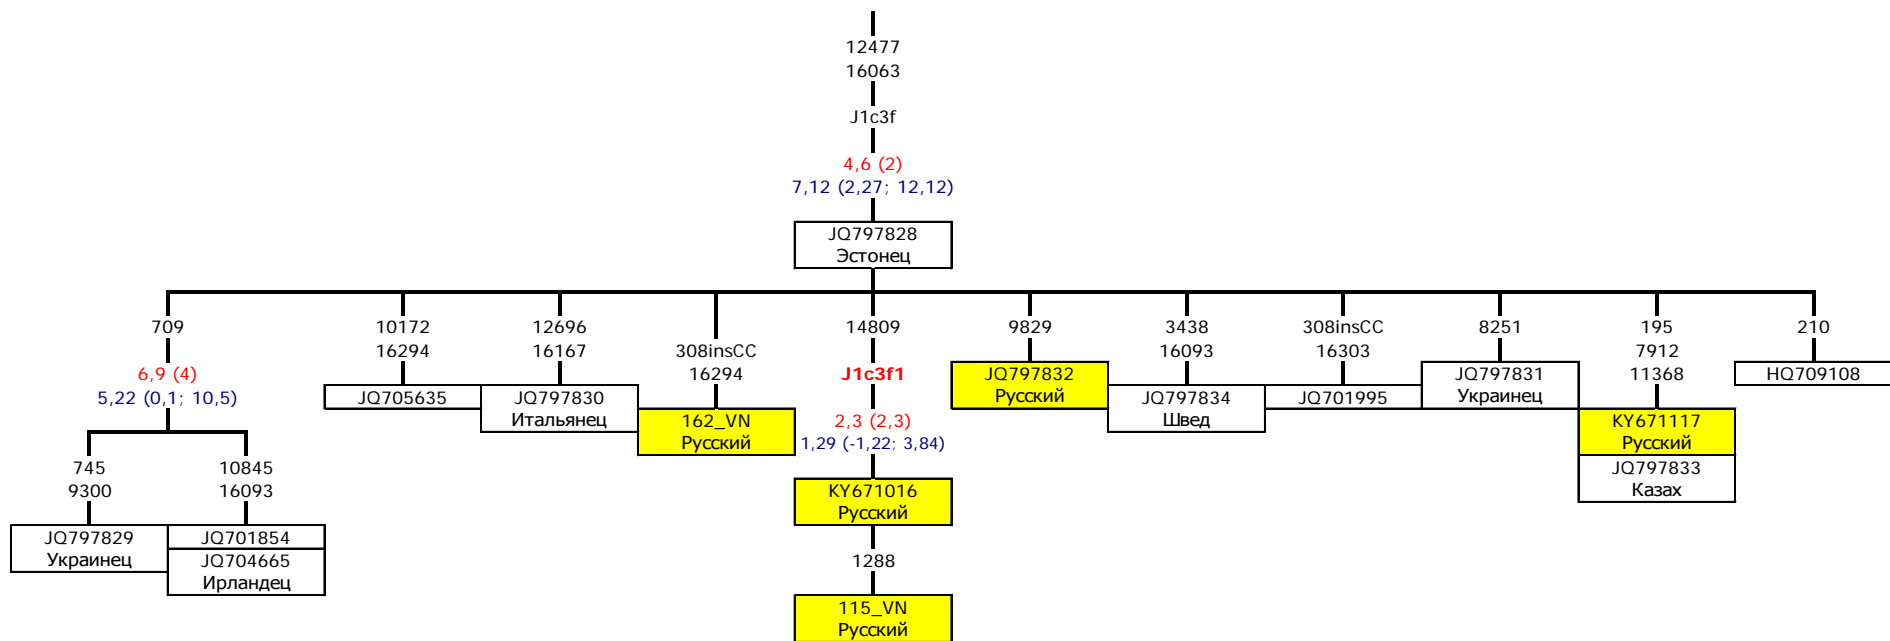 12477
16063
J1c3f
4,6 (2)
7,12 (2,27; 12,12)
JQ797828
Эстонец
709
6,9 (4)
5,22 (0,1; 10,5)
745
9300
JQ797829
Украинец
10845
16093
JQ701854
JQ704665
Ирландец
10172
16294
JQ705635
12696
16167
JQ797830
Итальянец
308insCC
16294
162_VN
Русский
14809
J1c3f1
2,3 (2,3)
1,29 (-1,22; 3,84)
KY671016
Русский
1288
115_VN
Русский
9829
JQ797832
Русский
3438
16093
JQ797834
Швед
308insCC
16303
JQ701995
8251
JQ797831
Украинец
195
7912
11368
KY671117
Русский
JQ797833
Казах
210
HQ709108